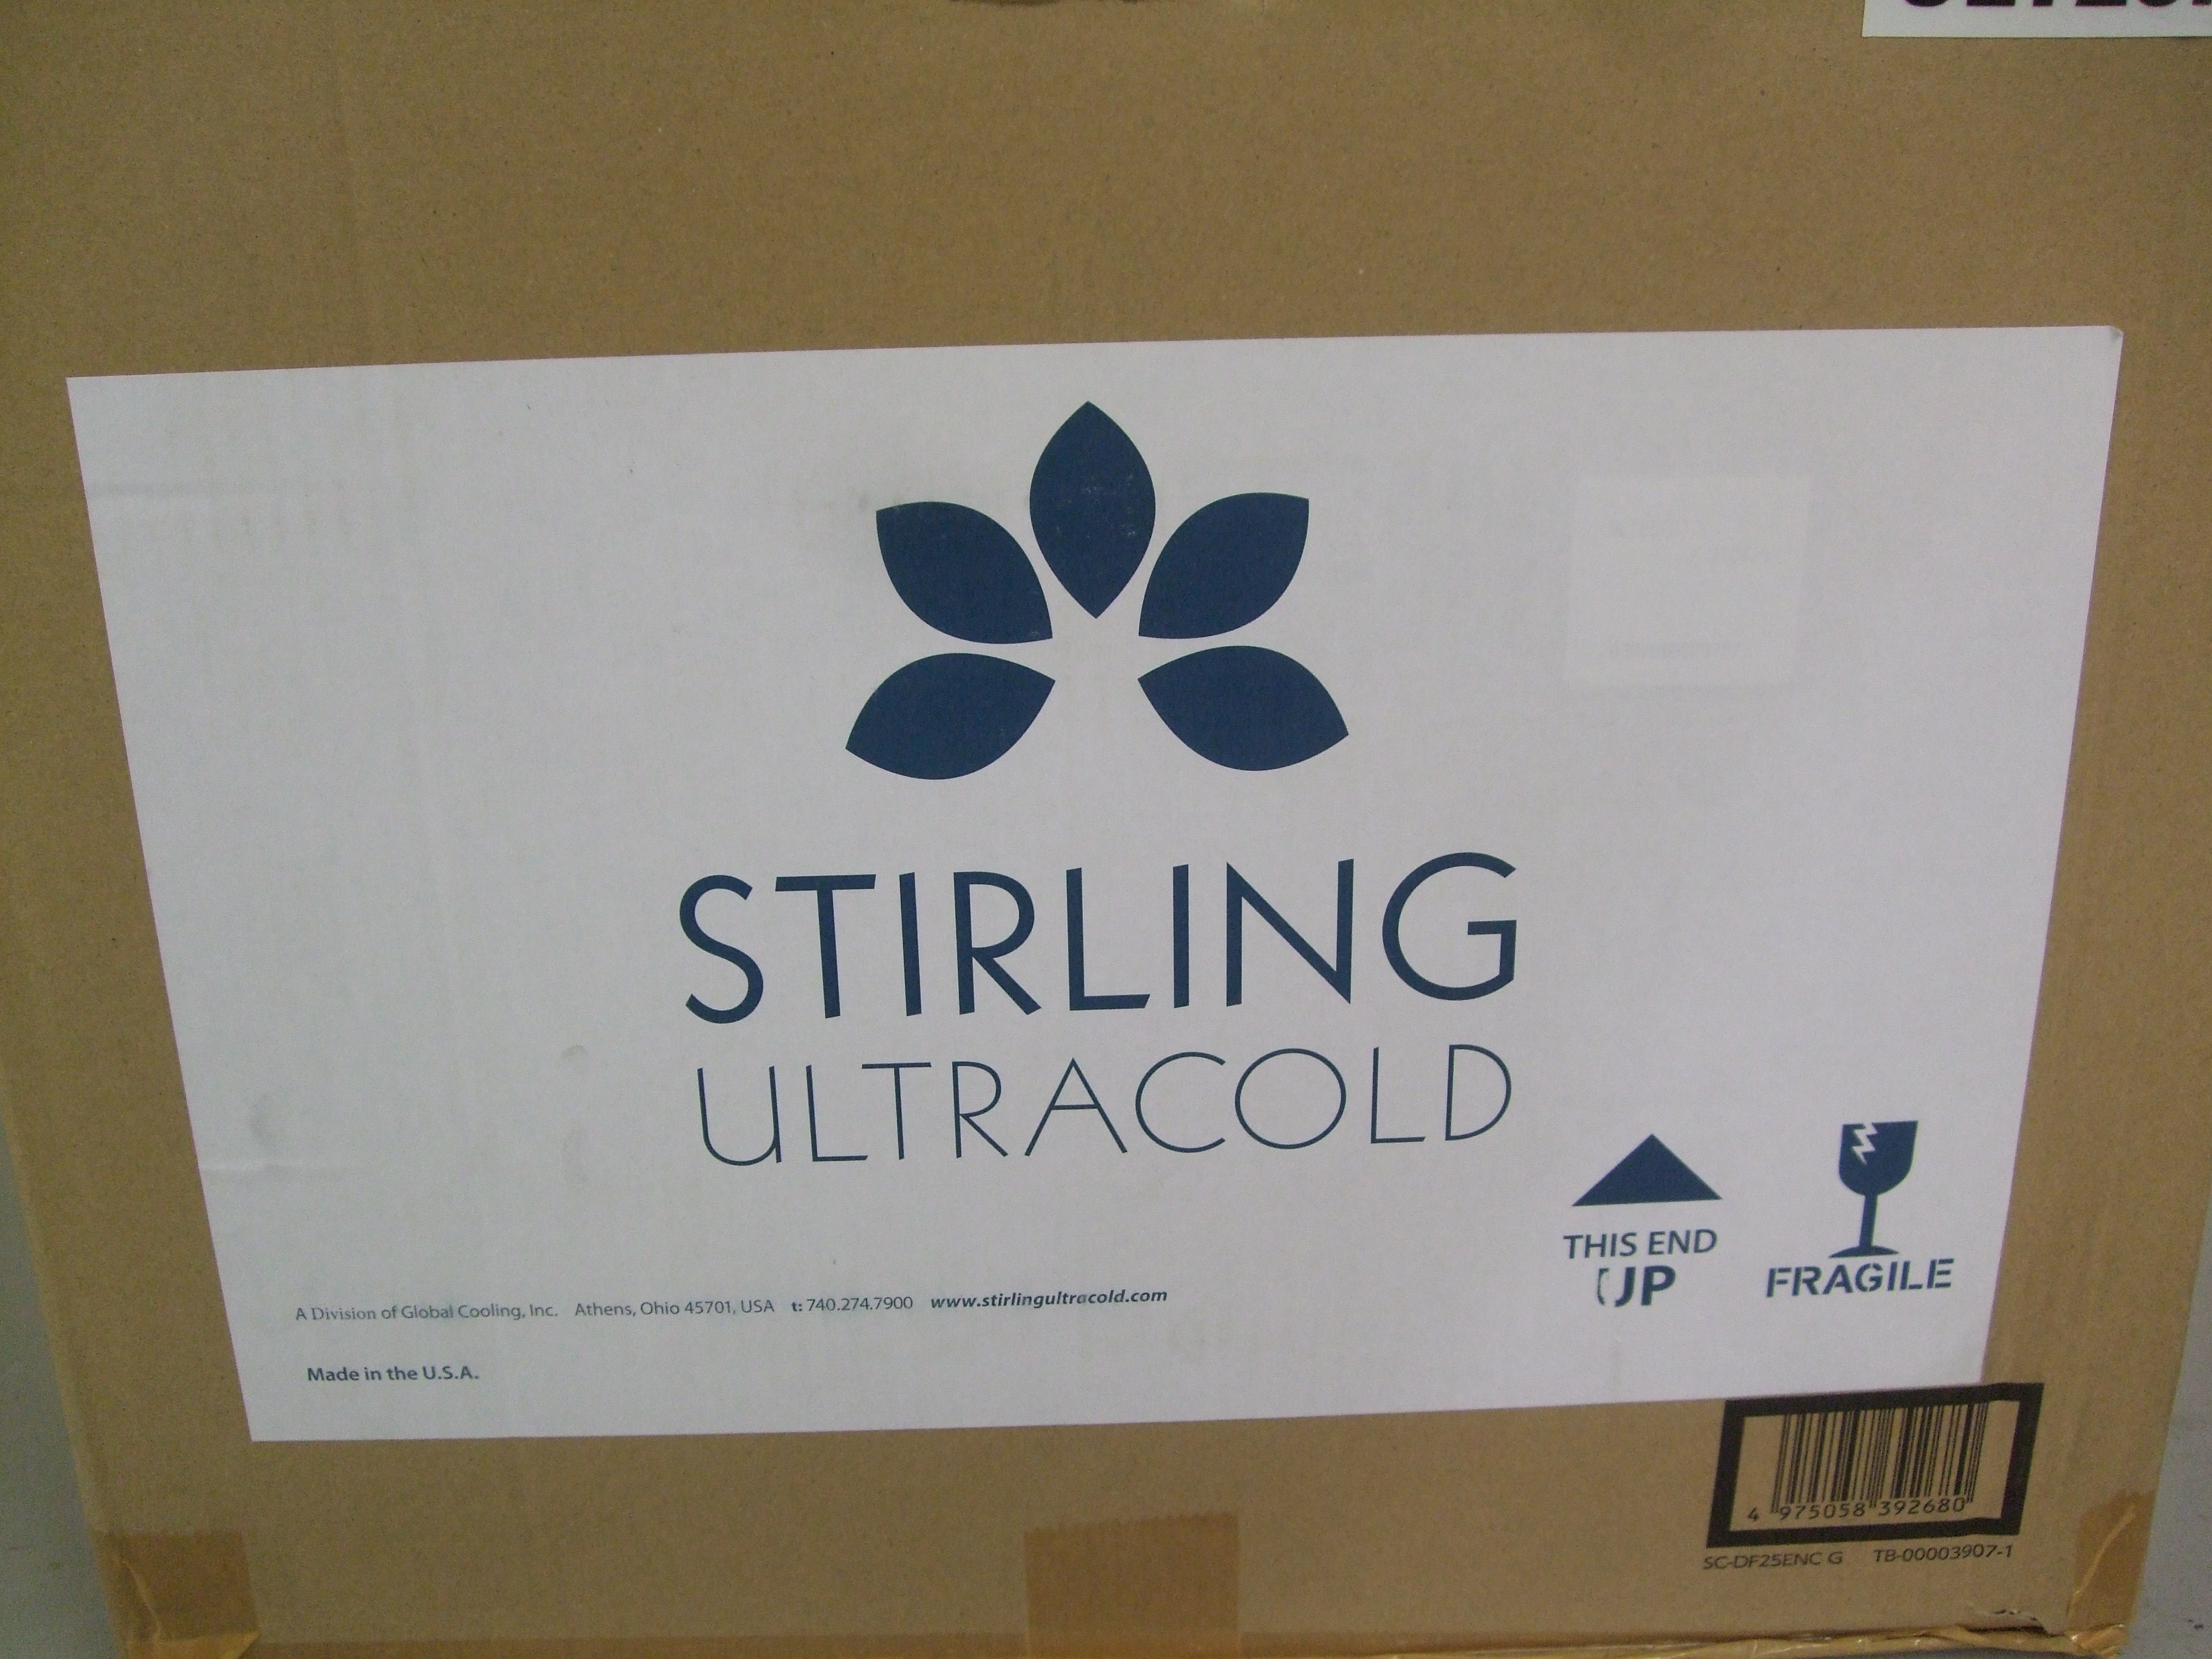 STIRLING
ULTRACOLD
THIS END
UP
FRAGILE
A Division of Global Cooling, Inc. Athens, Ohio 45701, USA t: 740.274.7900 www.stirlingultracold.com
Made in the U.S.A.
4 975058 392680
SC-DF25ENC G TB-00003907-1